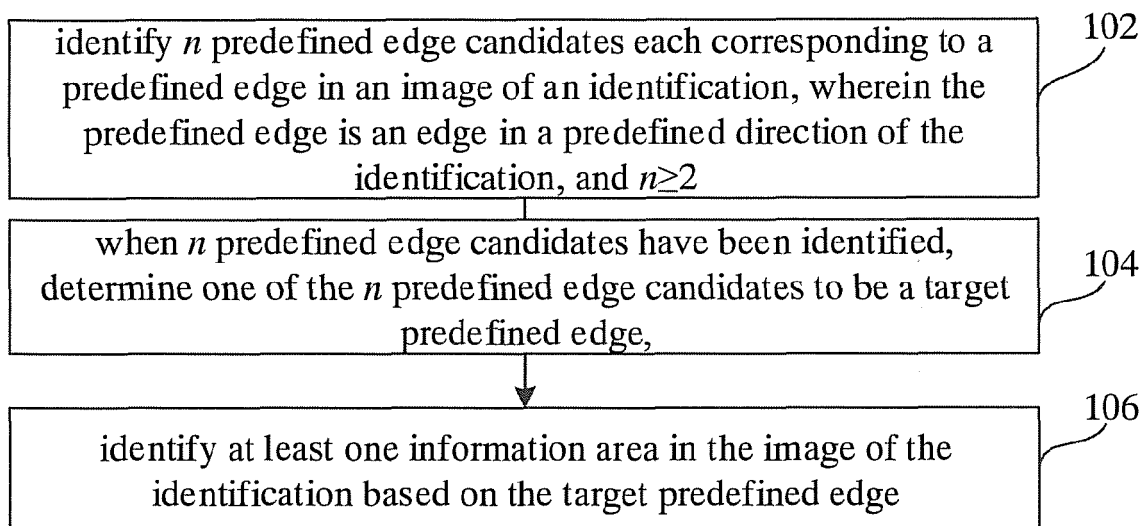 identify n predefined edge candidates each corresponding to a
predefined edge in an image of an identification, wherein the
predefined edge is an edge in a predefined direction of the
identification, and n≥2
102
when n predefined edge candidates have been identified,
determine one of the n predefined edge candidates to be a target
predefined edge,
104
identify at least one information area in the image of the
identification based on the target predefined edge
106